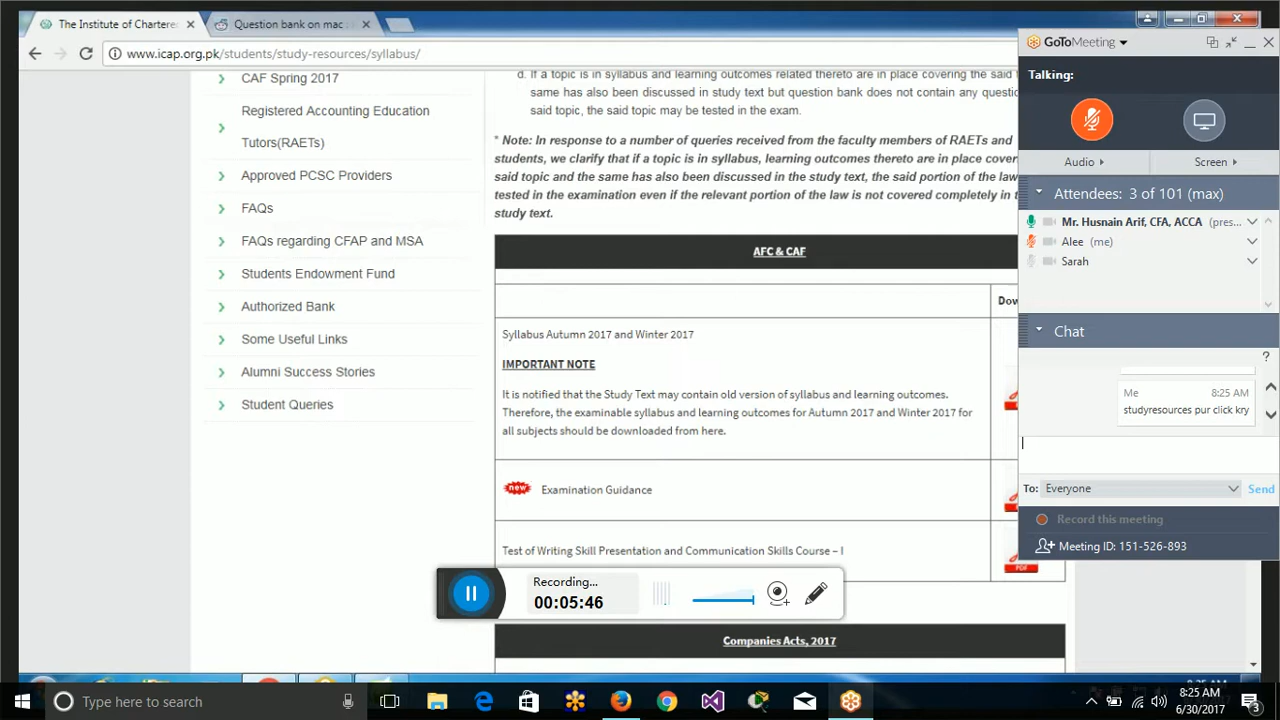 The Institute of Chartere
Question bank on mac
www.icap.org.pk/students/study-resources/syllabus/
CAF Spring 2017
Registered Accounting Education
Tutors(RAETs)
Approved PCSC Providers
FAQs
FAQs regarding CFAP and MSA
Students Endowment Fund
Authorized Bank
Some Useful Links
Alumni Success Stories
Student Queries
d. If a topic is in syllabus and learning outcomes related thereto are in place covering the said
same has also been discussed in study text but question bank does not contain any questio
said topic, the said topic may be tested in the exam.
* Note: In response to a number of queries received from the faculty members of RAETs and
students, we clarify that if a topic is in syllabus, learning outcomes thereto are in place cover
said topic and the same has also been discussed in the study text, the said portion of the law
tested in the examination even if the relevant portion of the law is not covered completely in t
study text.
AFC & CAF
Dow
Syllabus Autumn 2017 and Winter 2017
IMPORTANT NOTE
It is notified that the Study Text may contain old version of syllabus and learning outcomes.
Therefore, the examinable syllabus and learning outcomes for Autumn 2017 and Winter 2017 for
all subjects should be downloaded from here.
new Examination Guidance
Test of Writing Skill Presentation and Communication Skills Course – I
PDF
Companies Acts, 2017
Recording...
00:05:46
GoToMeeting
Talking:
Audio
Screen
Attendees: 3 of 101 (max)
Mr. Husnain Arif, CFA, ACCA (pres...
Alee (me)
Sarah
Chat
?
Me 8:25 AM
studyresources pur click kry
To: Everyone
Send
Record this meeting
Meeting ID: 151-526-893
8:25 AM
Type here to search
8:25 AM
6/30/2017
3